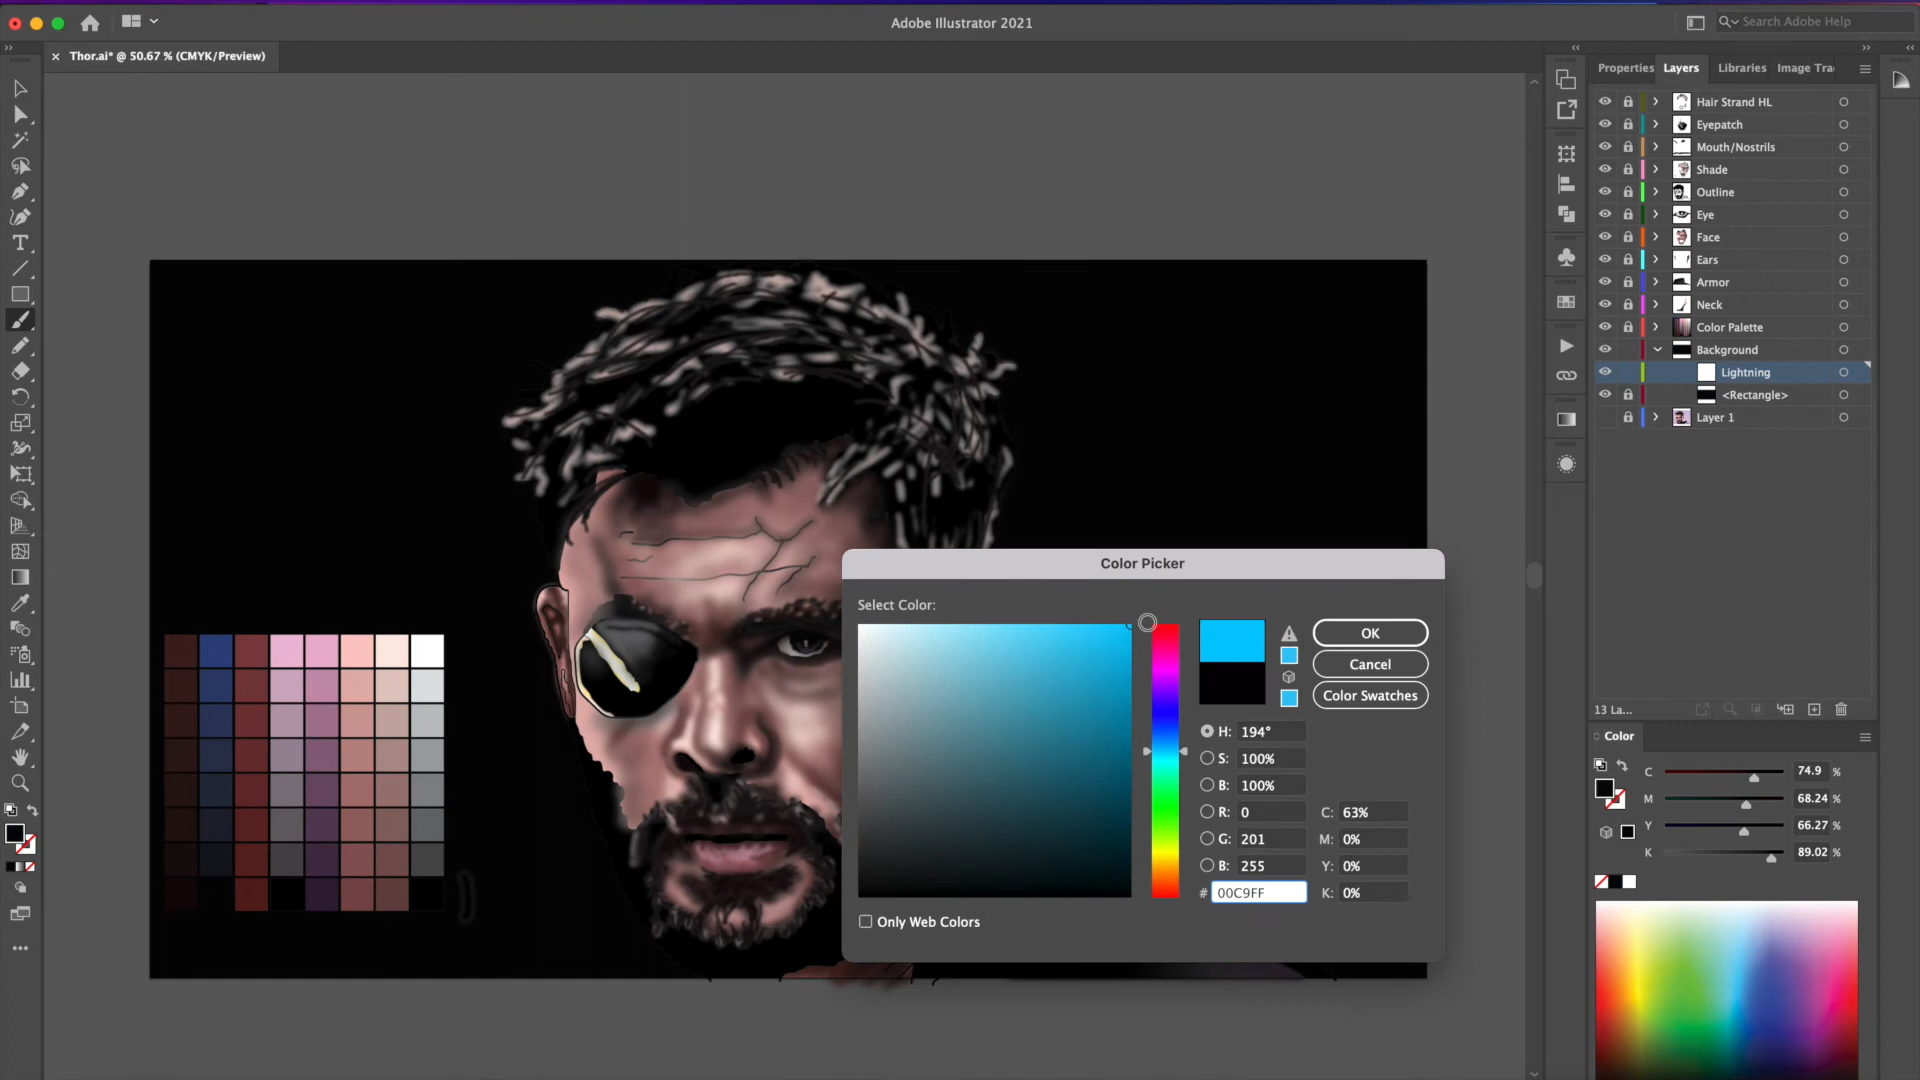 Adobe Illustrator 2021
Search Adobe Help
Thor.ai* @ 50.67 % (CMYK/Preview)
Properties
Layers
Libraries
Image Tra
Hair Strand HL
Eyepatch
Mouth/Nostrils
Shade
Outline
Eye
Face
Ears
Armor
Neck
Color Palette
Background
Lightning
<Rectangle>
Layer 1
13 La...
Color
C 74.9 %
M 68.24 %
Y 66.27 %
K 89.02 %
Color Picker
Select Color:
OK
Cancel
Color Swatches
H: 194°
S: 100%
B: 100%
R: 0
C: 63%
G: 201
M: 0%
B: 255
Y: 0%
# 00C9FF
K: 0%
Only Web Colors